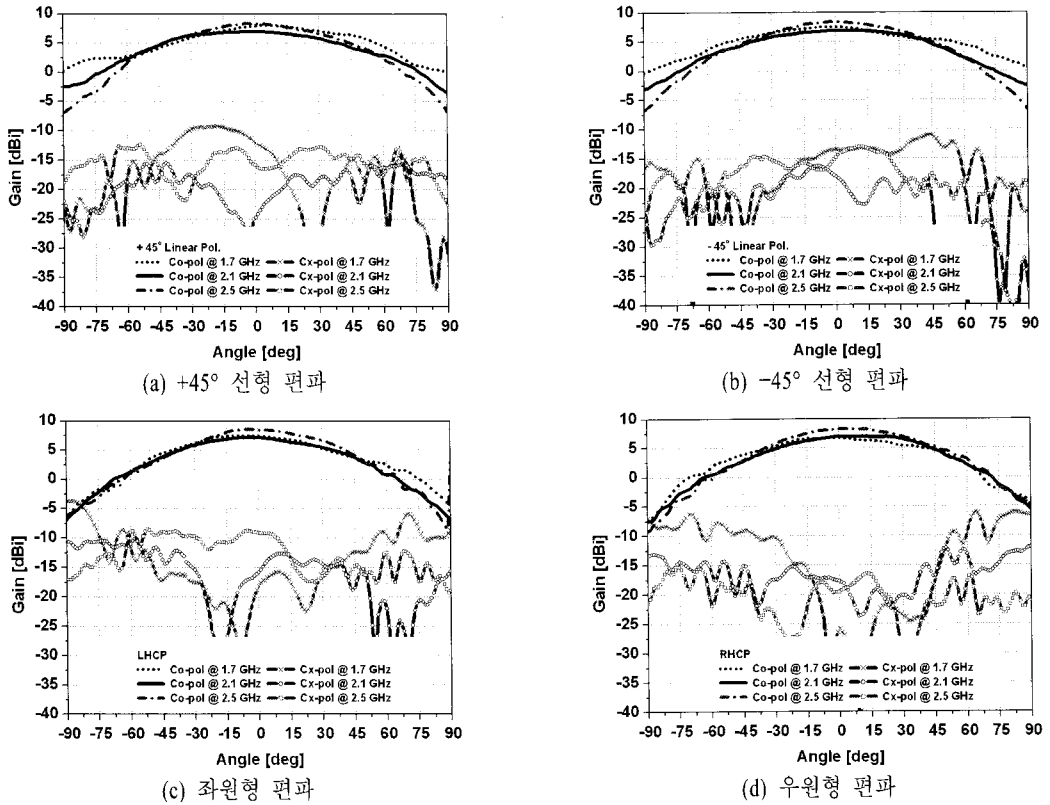 10
5
0
-5
-10
-15
-20
-25
-30
-35
-40
Gain [dBi]
+ 45° Linear Pol.
Co-pol @ 1.7 GHz Cx-pol @ 1.7 GHz
Co-pol @ 2.1 GHz Cx-pol @ 2.1 GHz
Co-pol @ 2.5 GHz Cx-pol @ 2.5 GHz
-90 -75 -60 -45 -30 -15 0 15 30 45 60 75 90
Angle [deg]
(a) +45° 선형 편파
10
5
0
-5
-10
-15
-20
-25
-30
-35
-40
Gain [dBi]
- 45° Linear Pol.
Co-pol @ 1.7 GHz Cx-pol @ 1.7 GHz
Co-pol @ 2.1 GHz Cx-pol @ 2.1 GHz
Co-pol @ 2.5 GHz Cx-pol @ 2.5 GHz
-90 -75 -60 -45 -30 -15 0 15 30 45 60 75 90
Angle [deg]
(b) -45° 선형 편파
10
5
0
-5
-10
-15
-20
-25
-30
-35
-40
Gain [dBi]
LHCP
Co-pol @ 1.7 GHz Cx-pol @ 1.7 GHz
Co-pol @ 2.1 GHz Cx-pol @ 2.1 GHz
Co-pol @ 2.5 GHz Cx-pol @ 2.5 GHz
-90 -75 -60 -45 -30 -15 0 15 30 45 60 75 90
Angle [deg]
(c) 좌원형 편파
10
5
0
-5
-10
-15
-20
-25
-30
-35
-40
Gain [dBi]
RHCP
Co-pol @ 1.7 GHz Cx-pol @ 1.7 GHz
Co-pol @ 2.1 GHz Cx-pol @ 2.1 GHz
Co-pol @ 2.5 GHz Cx-pol @ 2.5 GHz
-90 -75 -60 -45 -30 -15 0 15 30 45 60 75 90
Angle [deg]
(d) 우원형 편파